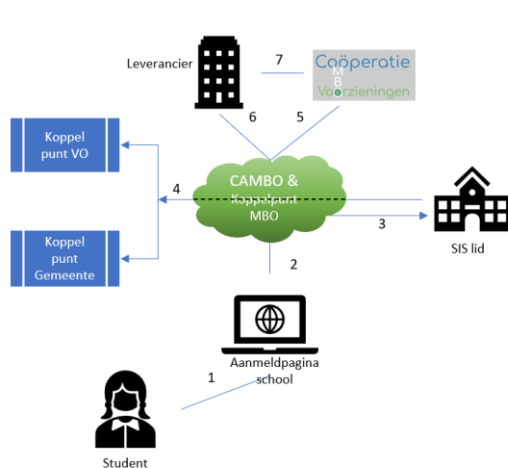 Leverancier
7
Coöperatie
MBO
Voorzieningen
6
5
Koppel
punt VO
4
CAMBO &
Koppelpunt
MBO
3
SIS lid
Koppel
punt
Gemeente
2
Aanmeldpagina
school
1
Student